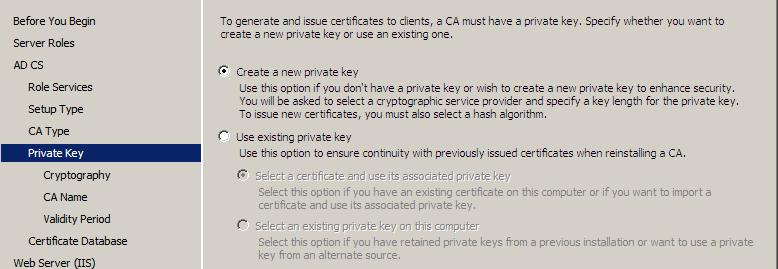 Before You Begin
Server Roles
AD CS
Role Services
Setup Type
CA Type
Private Key
Cryptography
CA Name
Validity Period
Certificate Database
Web Server (IIS)
To generate and issue certificates to clients, a CA must have a private key. Specify whether you want to
create a new private key or use an existing one.
Create a new private key
Use this option if you don't have a private key or wish to create a new private key to enhance security.
You will be asked to select a cryptographic service provider and specify a key length for the private key.
To issue new certificates, you must also select a hash algorithm.
Use existing private key
Use this option to ensure continuity with previously issued certificates when reinstalling a CA.
Select a certificate and use its associated private key
Select this option if you have an existing certificate on this computer or if you want to import a
certificate and use its associated private key.
Select an existing private key on this computer
Select this option if you have retained private keys from a previous installation or want to use a private
key from an alternate source.